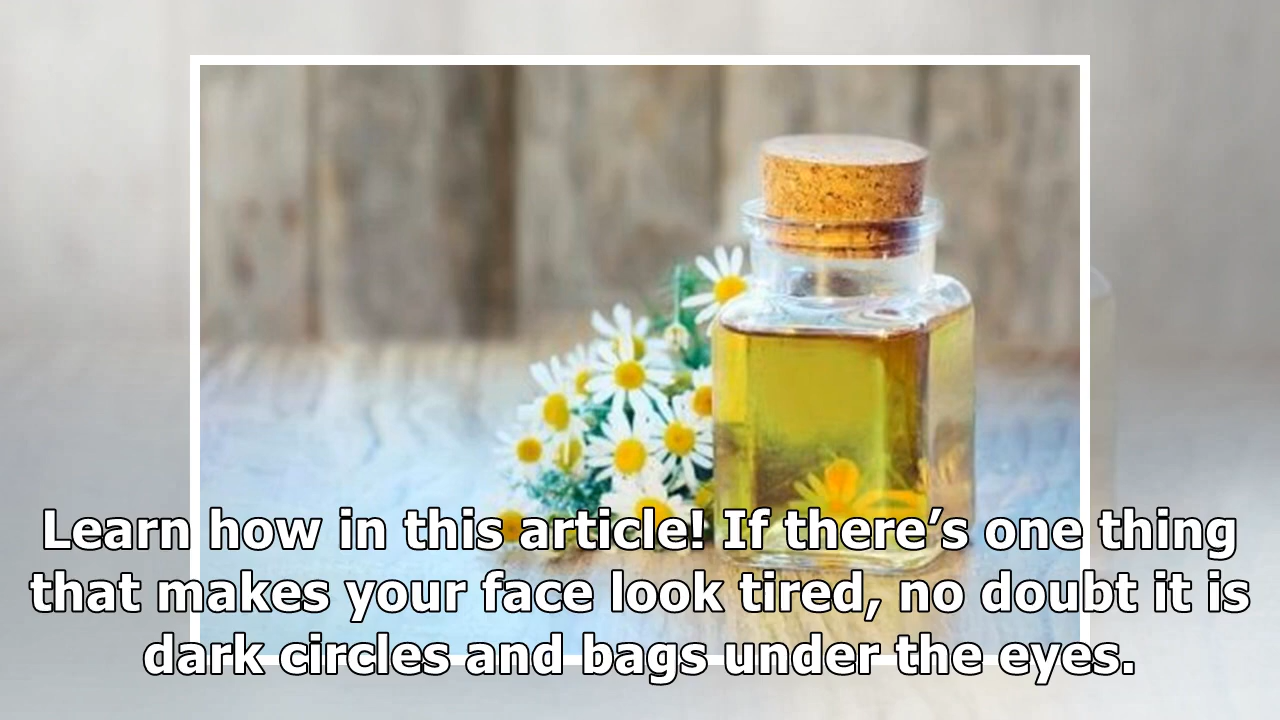 Learn how in this article! If there’s one thing
that makes your face look tired, no doubt it is
dark circles and bags under the eyes.